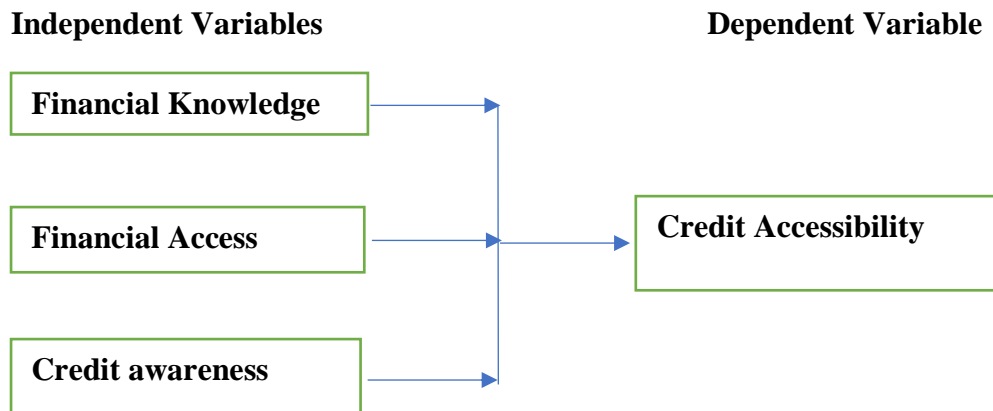 Independent Variables
Dependent Variable
Financial Knowledge
Financial Access
Credit Accessibility
Credit awareness